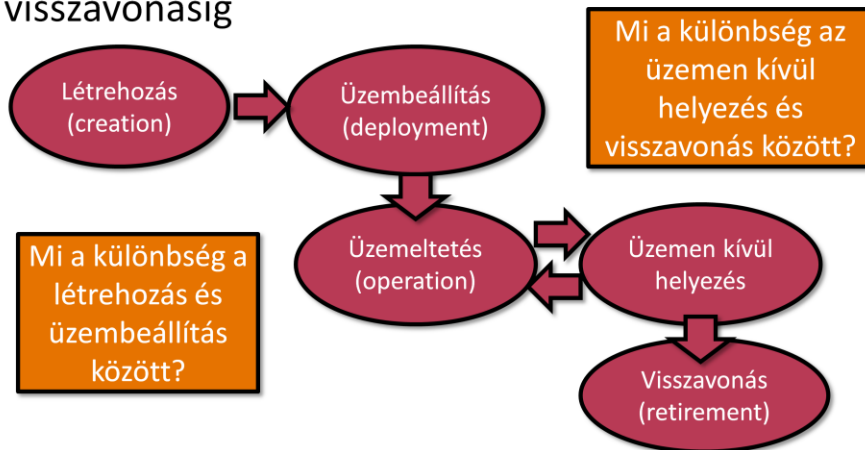 visszavonásig
Létrehozás
(creation)
Üzembeállítás
(deployment)
Mi a különbség az
üzemen kívül
helyezés és
visszavonás között?
Mi a különbség a
létrehozás és
üzembeállítás
között?
Üzemeltetés
(operation)
Üzemen kívül
helyezés
Visszavonás
(retirement)